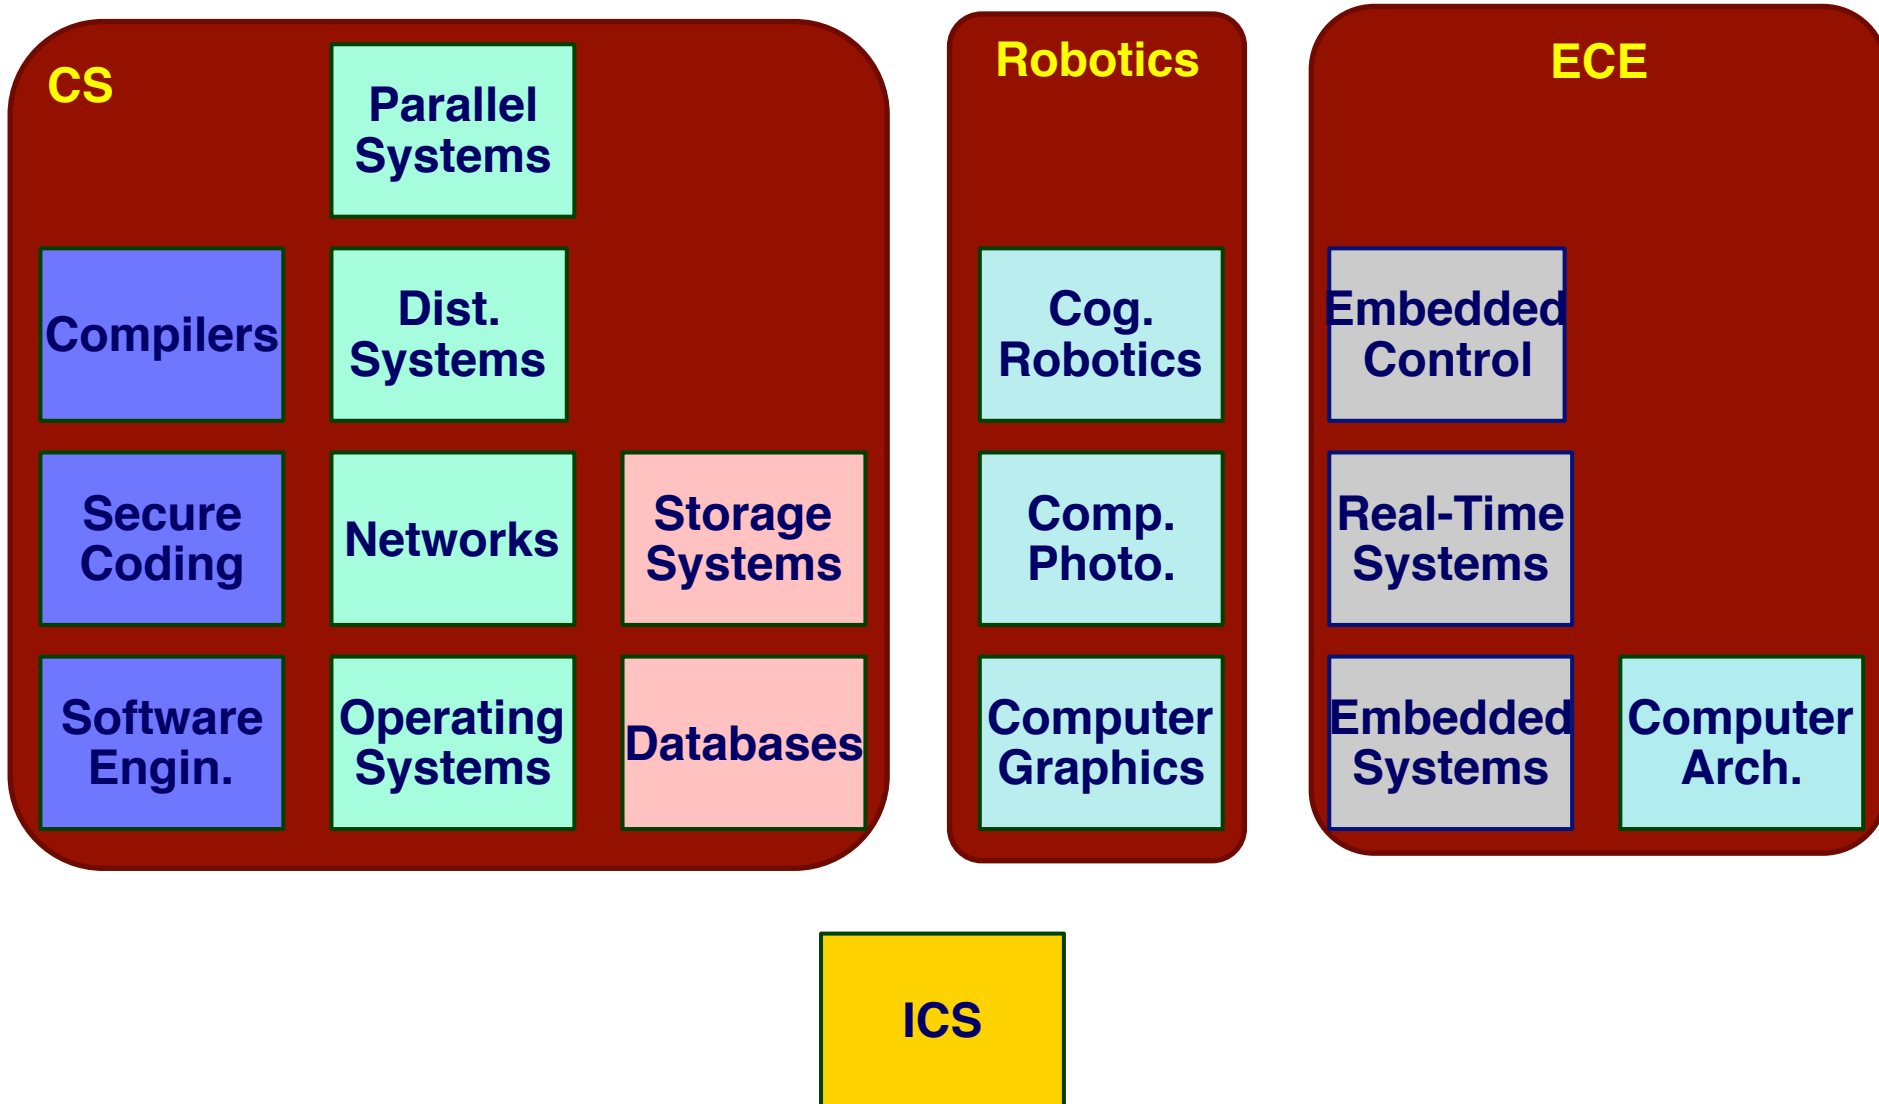 CS
Parallel
Systems
Compilers
Dist.
Systems
Secure
Coding
Networks
Storage
Systems
Software
Engin.
Operating
Systems
Databases
Robotics
Cog.
Robotics
Comp.
Photo.
Computer
Graphics
ECE
Embedded
Control
Real-Time
Systems
Embedded
Systems
Computer
Arch.
ICS